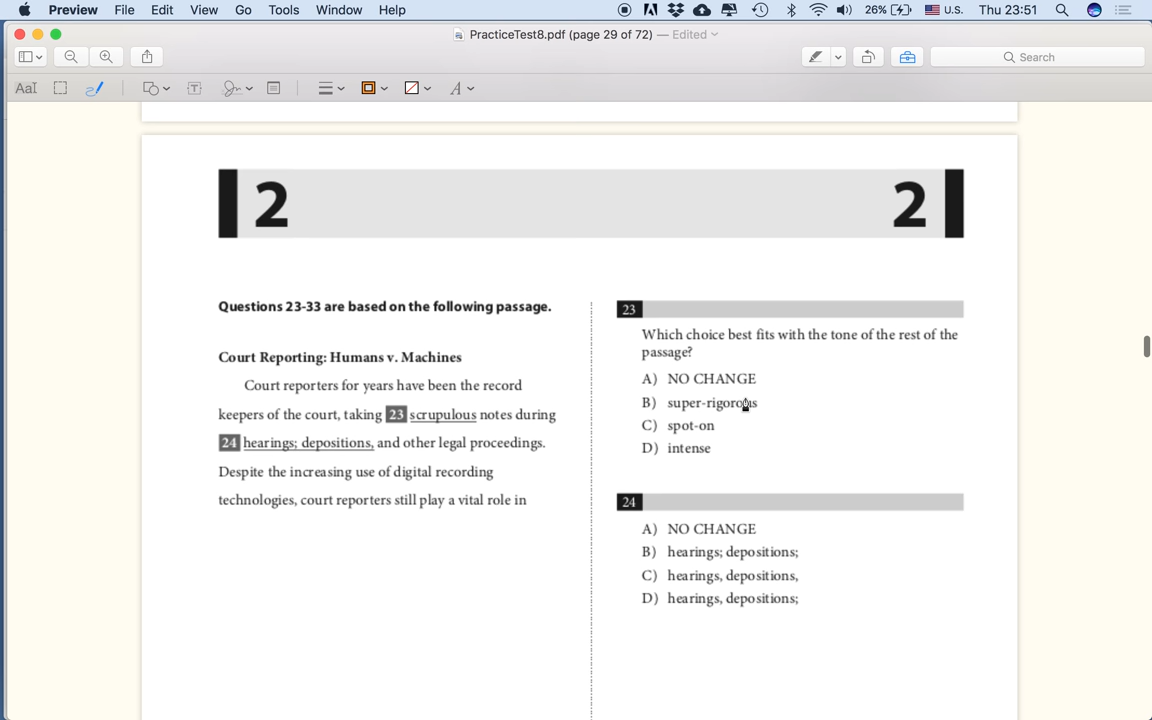 Preview File Edit View Go Tools Window Help 26% U.S. Thu 23:51
PracticeTest8.pdf (page 29 of 72) — Edited
Search
AaI T A
2 2
Questions 23-33 are based on the following passage.
Court Reporting: Humans v. Machines
Court reporters for years have been the record
keepers of the court, taking 23 scrupulous notes during
24 hearings; depositions, and other legal proceedings.
Despite the increasing use of digital recording
technologies, court reporters still play a vital role in
23
Which choice best fits with the tone of the rest of the
passage?
A) NO CHANGE
B) super-rigorous
C) spot-on
D) intense
24
A) NO CHANGE
B) hearings; depositions;
C) hearings, depositions,
D) hearings, depositions;